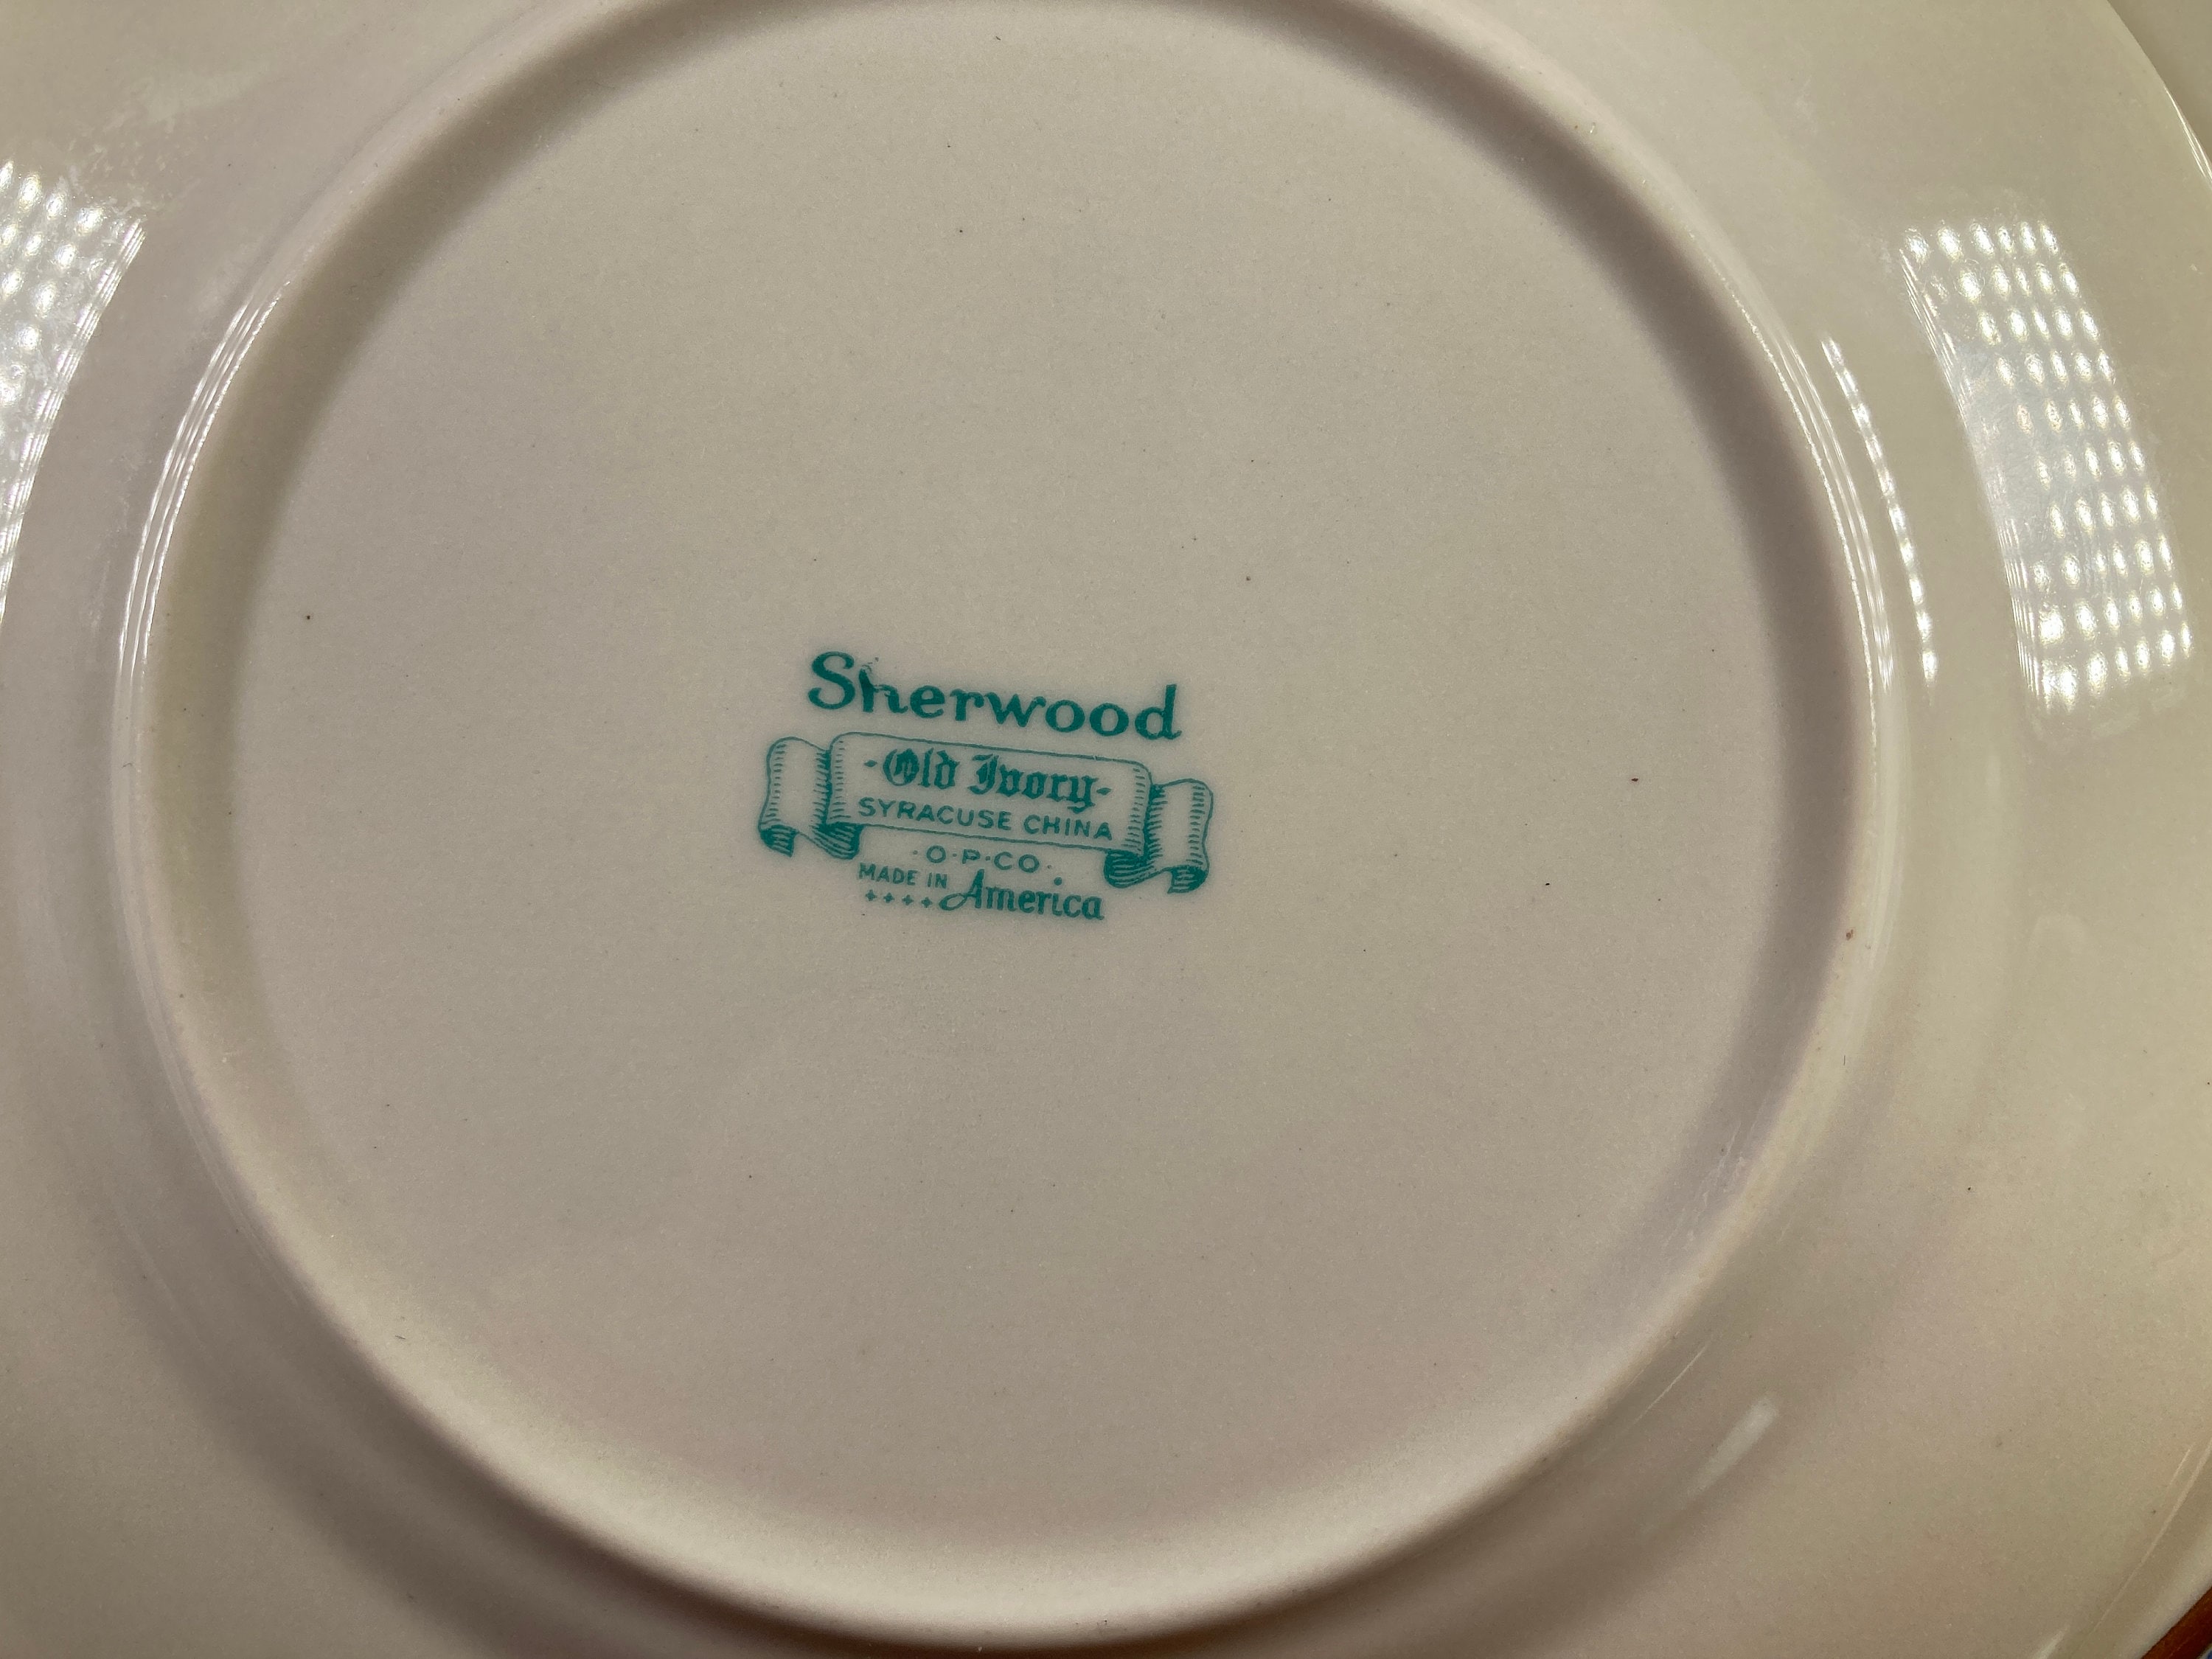 Sherwood
-Old Ivory-
SYRACUSE CHINA
·O·P·CO·
MADE IN America